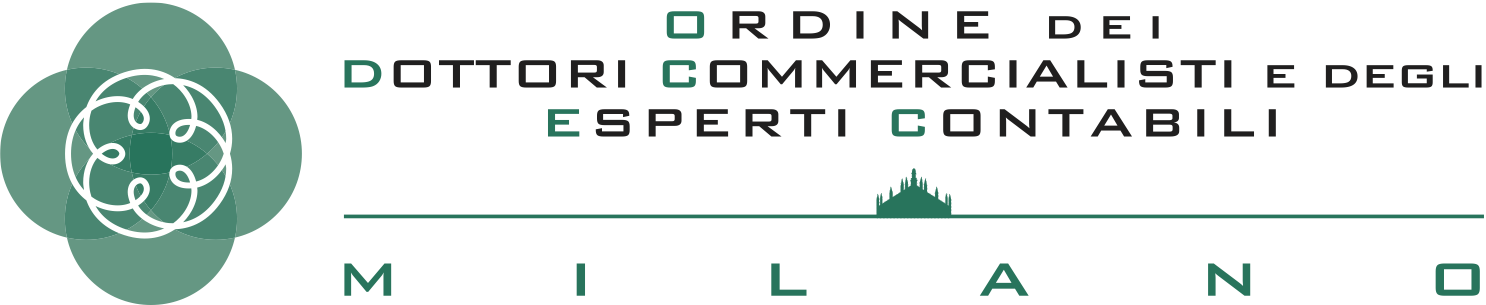 ORDINE DEI
DOTTORI COMMERCIALISTI E DEGLI
ESPERTI CONTABILI
MILANO